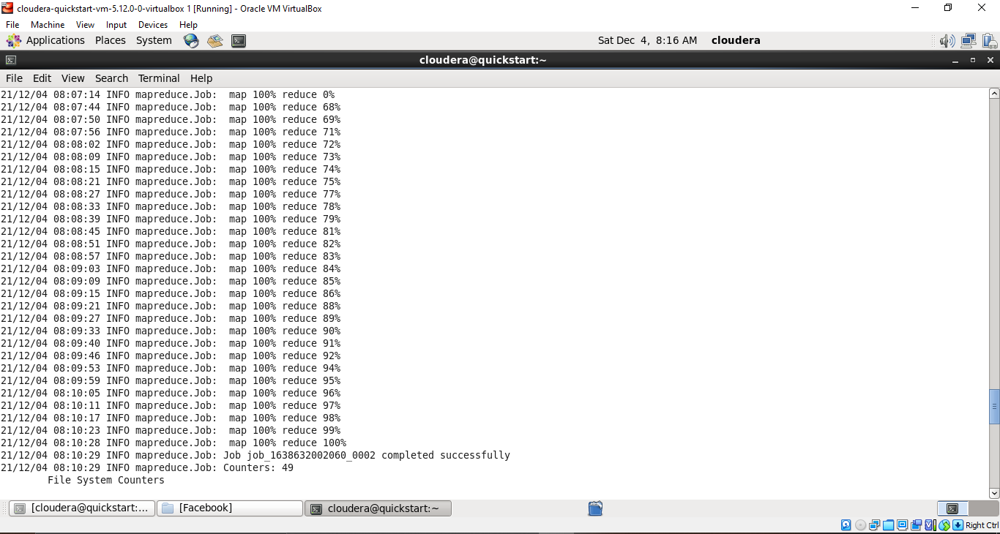 cloudera-quickstart-vm-5.12.0-0-virtualbox 1 [Running] - Oracle VM VirtualBox
File Machine View Input Devices Help
Applications Places System Sat Dec 4, 8:16 AM cloudera
cloudera@quickstart:~
File Edit View Search Terminal Help
21/12/04 08:07:14 INFO mapreduce.Job:  map 100% reduce 0%
21/12/04 08:07:44 INFO mapreduce.Job:  map 100% reduce 68%
21/12/04 08:07:50 INFO mapreduce.Job:  map 100% reduce 69%
21/12/04 08:07:56 INFO mapreduce.Job:  map 100% reduce 71%
21/12/04 08:08:02 INFO mapreduce.Job:  map 100% reduce 72%
21/12/04 08:08:09 INFO mapreduce.Job:  map 100% reduce 73%
21/12/04 08:08:15 INFO mapreduce.Job:  map 100% reduce 74%
21/12/04 08:08:21 INFO mapreduce.Job:  map 100% reduce 75%
21/12/04 08:08:27 INFO mapreduce.Job:  map 100% reduce 77%
21/12/04 08:08:33 INFO mapreduce.Job:  map 100% reduce 78%
21/12/04 08:08:39 INFO mapreduce.Job:  map 100% reduce 79%
21/12/04 08:08:45 INFO mapreduce.Job:  map 100% reduce 81%
21/12/04 08:08:51 INFO mapreduce.Job:  map 100% reduce 82%
21/12/04 08:08:57 INFO mapreduce.Job:  map 100% reduce 83%
21/12/04 08:09:03 INFO mapreduce.Job:  map 100% reduce 84%
21/12/04 08:09:09 INFO mapreduce.Job:  map 100% reduce 85%
21/12/04 08:09:15 INFO mapreduce.Job:  map 100% reduce 86%
21/12/04 08:09:21 INFO mapreduce.Job:  map 100% reduce 88%
21/12/04 08:09:27 INFO mapreduce.Job:  map 100% reduce 89%
21/12/04 08:09:33 INFO mapreduce.Job:  map 100% reduce 90%
21/12/04 08:09:40 INFO mapreduce.Job:  map 100% reduce 91%
21/12/04 08:09:46 INFO mapreduce.Job:  map 100% reduce 92%
21/12/04 08:09:53 INFO mapreduce.Job:  map 100% reduce 94%
21/12/04 08:09:59 INFO mapreduce.Job:  map 100% reduce 95%
21/12/04 08:10:05 INFO mapreduce.Job:  map 100% reduce 96%
21/12/04 08:10:11 INFO mapreduce.Job:  map 100% reduce 97%
21/12/04 08:10:17 INFO mapreduce.Job:  map 100% reduce 98%
21/12/04 08:10:23 INFO mapreduce.Job:  map 100% reduce 99%
21/12/04 08:10:28 INFO mapreduce.Job:  map 100% reduce 100%
21/12/04 08:10:29 INFO mapreduce.Job: Job job_1638632002060_0002 completed successfully
21/12/04 08:10:29 INFO mapreduce.Job: Counters: 49
File System Counters
[cloudera@quickstart:... [Facebook] cloudera@quickstart:~
Right Ctrl